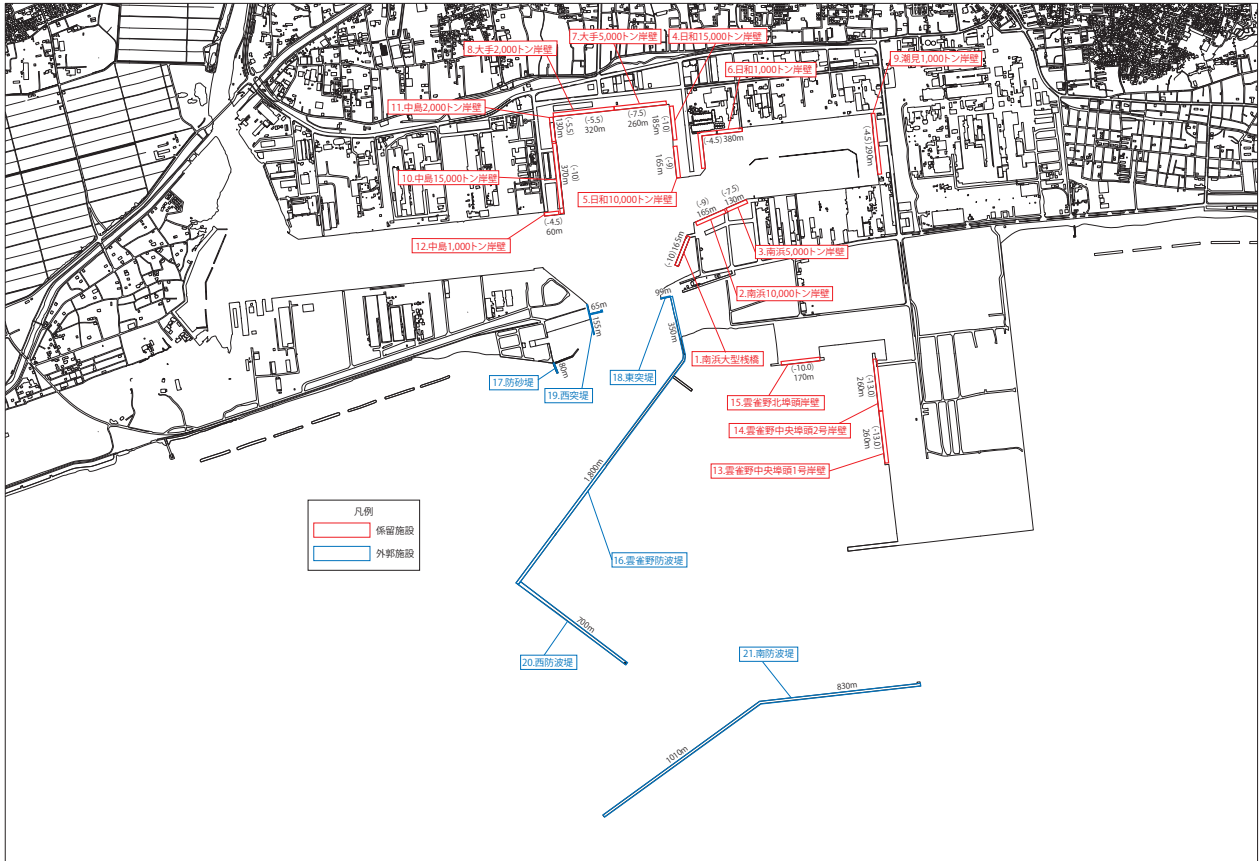 7.大手5,000トン岸壁
4.日和15,000トン岸壁
8.大手2,000トン岸壁
6.日和1,000トン岸壁
9.潮見1,000トン岸壁
11.中島2,000トン岸壁
(-5.5)
130m
(-5.5)
320m
(-7.5)
260m
(-10)
185m
(-4.5) 380m
(-4.5) 290m
(-9)
165m
(-10)
370m
10.中島15,000トン岸壁
5.日和10,000トン岸壁
(-4.5)
60m
12.中島1,000トン岸壁
(-9)
165m
(-7.5)
130m
3.南浜5,000トン岸壁
(-10)165m
2.南浜10,000トン岸壁
99m
65m
155m
350m
1.南浜大型桟橋
80m
17.防砂堤
19.西突堤
18.東突堤
(-10.0)
170m
15.雲雀野北埠頭岸壁
(-13.0)
260m
14.雲雀野中央埠頭2号岸壁
(-13.0)
260m
13.雲雀野中央埠頭1号岸壁
1,800m
凡例
係留施設
外郭施設
16.雲雀野防波堤
700m
20.西防波堤
21.南防波堤
830m
1010m